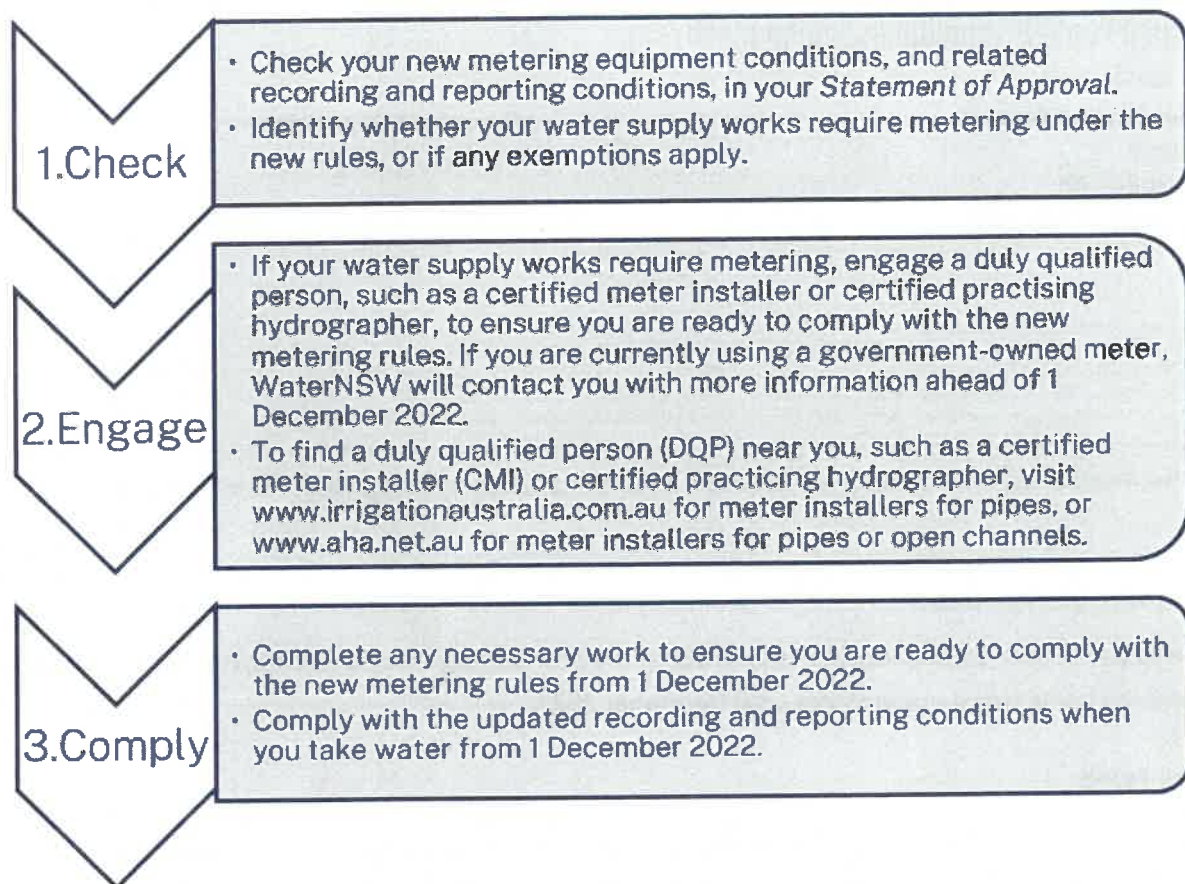 1.Check
• Check your new metering equipment conditions, and related
recording and reporting conditions, in your Statement of Approval.
• Identify whether your water supply works require metering under the
new rules, or if any exemptions apply.
2.Engage
• If your water supply works require metering, engage a duly qualified
person, such as a certified meter installer or certified practising
hydrographer, to ensure you are ready to comply with the new
metering rules. If you are currently using a government-owned meter,
WaterNSW will contact you with more information ahead of 1
December 2022.
• To find a duly qualified person (DQP) near you, such as a certified
meter installer (CMI) or certified practicing hydrographer, visit
www.irrigationaustralia.com.au for meter installers for pipes, or
www.aha.net.au for meter installers for pipes or open channels.
3.Comply
• Complete any necessary work to ensure you are ready to comply with
the new metering rules from 1 December 2022.
• Comply with the updated recording and reporting conditions when
you take water from 1 December 2022.